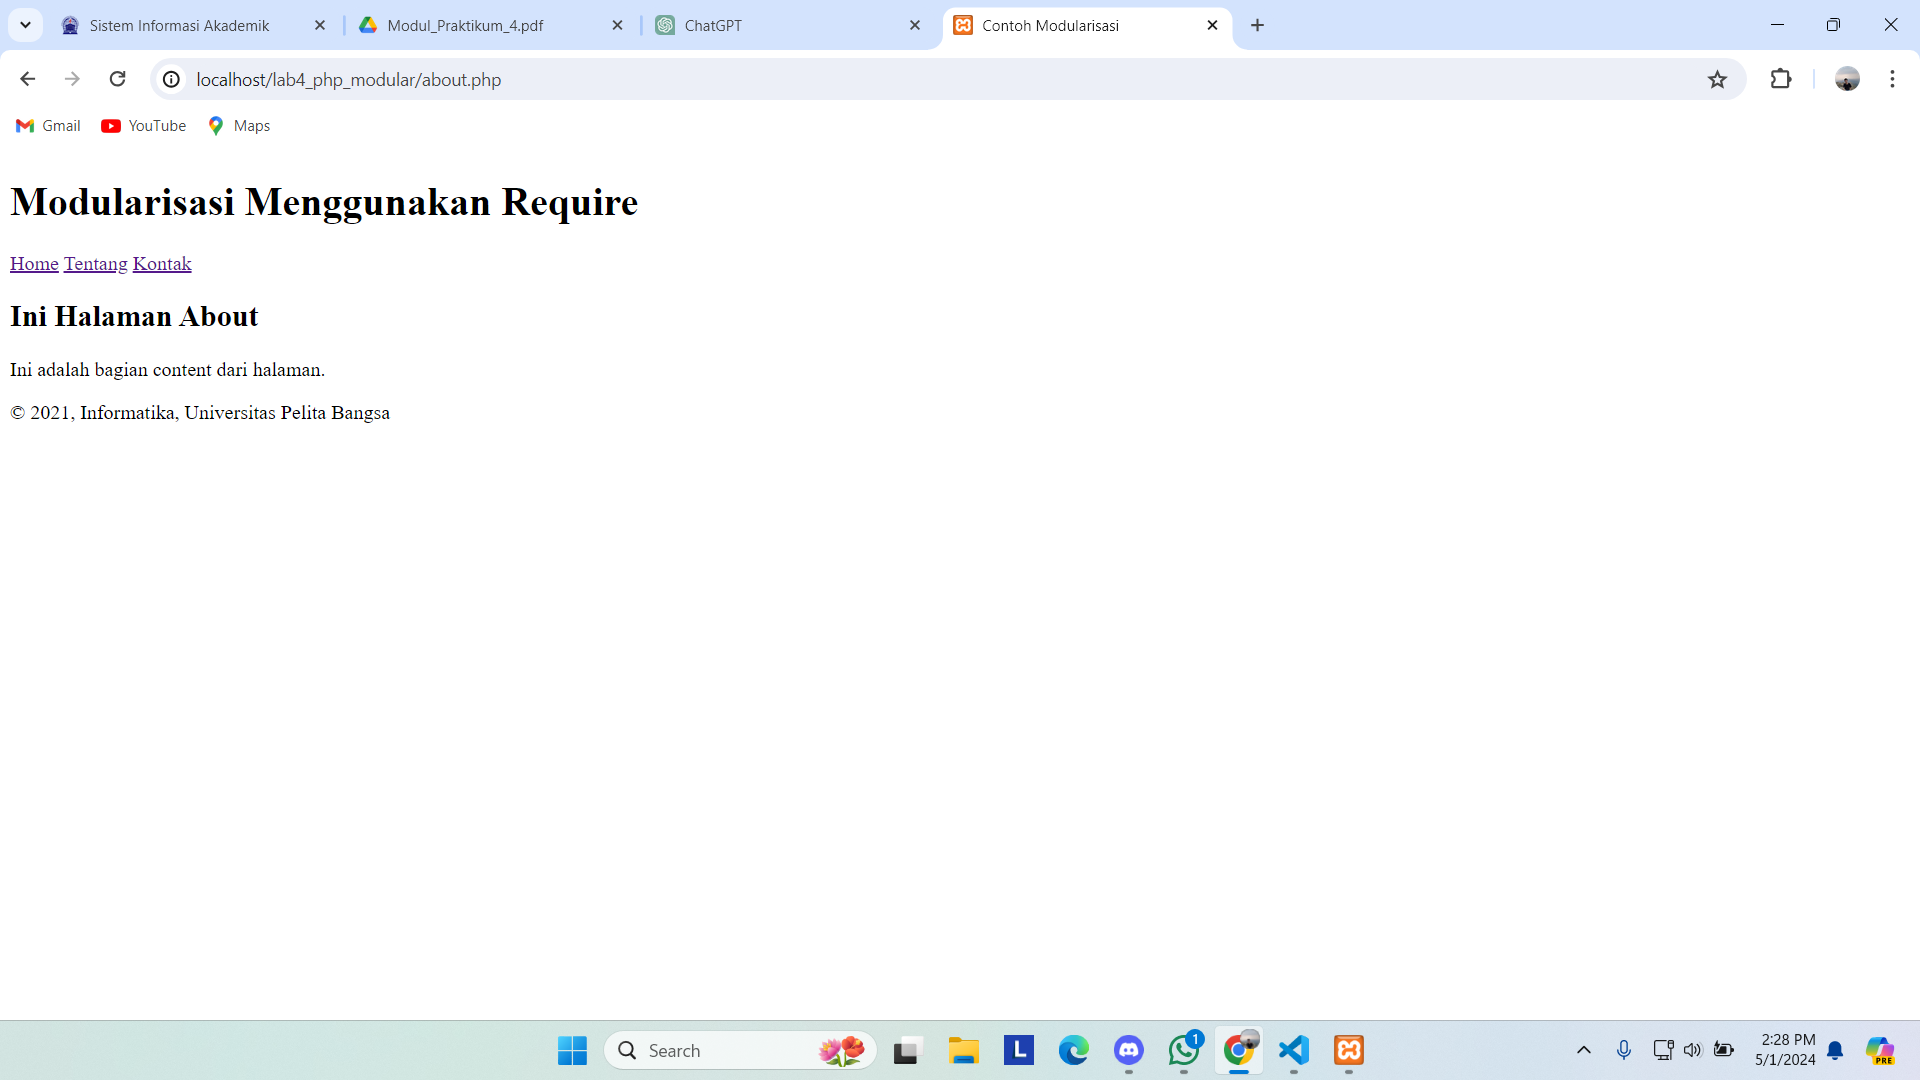 Sistem Informasi Akademik
Modul_Praktikum_4.pdf
ChatGPT
Contoh Modularisasi
localhost/lab4_php_modular/about.php
Gmail
YouTube
Maps
Modularisasi Menggunakan Require
Home Tentang Kontak
Ini Halaman About
Ini adalah bagian content dari halaman.
© 2021, Informatika, Universitas Pelita Bangsa
Search
L
1
2:28 PM
5/1/2024
PRE